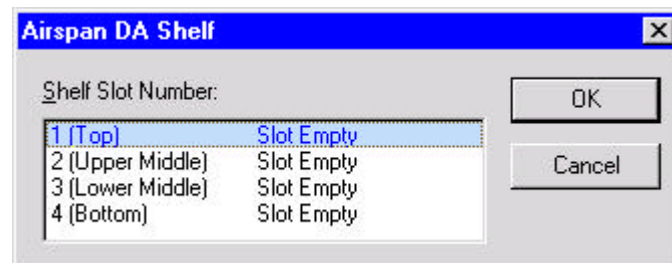 Airspan DA Shelf
Shelf Slot Number:
1 (Top) Slot Empty
2 (Upper Middle) Slot Empty
3 (Lower Middle) Slot Empty
4 (Bottom) Slot Empty
OK
Cancel